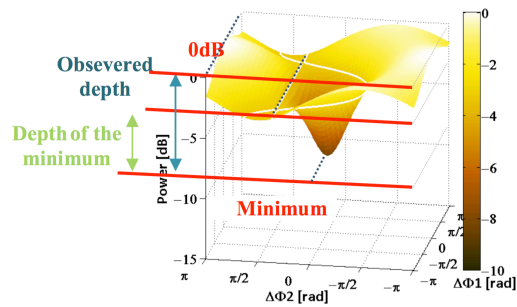 0dB
Obsevered
depth
Depth of the
minimum
Minimum
Power [dB]
0
−5
−10
−15
π
π/2
0
−π/2
−π
ΔΦ2 [rad]
π
π/2
0
−π/2
−π
ΔΦ1 [rad]
0
−2
−4
−6
−8
−10